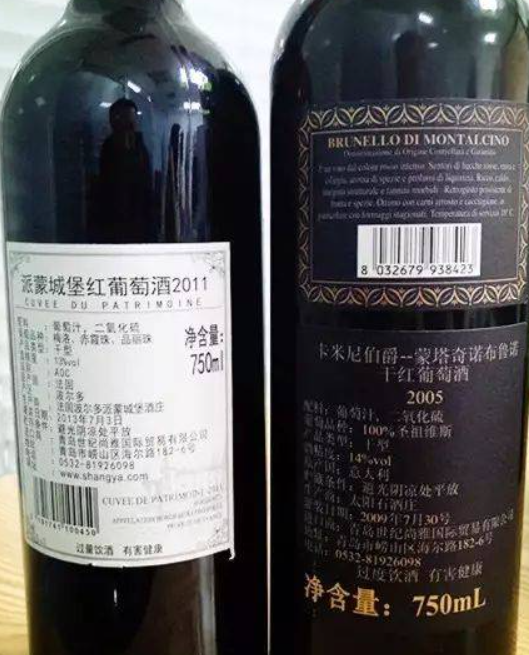 派蒙城堡红葡萄酒2011
CUVEE DU PATRIMOINE
配料：葡萄汁，二氧化硫
梅洛、赤霞珠、品丽珠
干型
13%vol
AOC
法国
波尔多
法国波尔多派蒙城堡酒庄
2013年7月3日
避光阴凉处平放
青岛世纪尚雅国际贸易有限公司
青岛市崂山区海尔路182-6号
0532-81926098
www.shangya.com
净含量：
750ml
CUVEE DE PATRIMOINE 2011
过量饮酒 有害健康
BRUNELLO DI MONTALCINO
Denominazione di Origine Controllata e Garantita
8 032679 938423
卡米尼伯爵--蒙塔奇诺布鲁诺
干红葡萄酒
2005
配料：葡萄汁、二氧化硫
葡萄品种：100%圣祖维斯
产品类型：干型
酒精度：14%vol
原产国：意大利
贮藏条件：避光阴凉处平放
生产商：太阳石酒庄
灌装日期：2009年7月30号
青岛世纪尚雅国际贸易有限公司
地址：青岛市崂山区海尔路182-6号
电话：0532-81926098
过度饮酒 有害健康
净含量：750mL